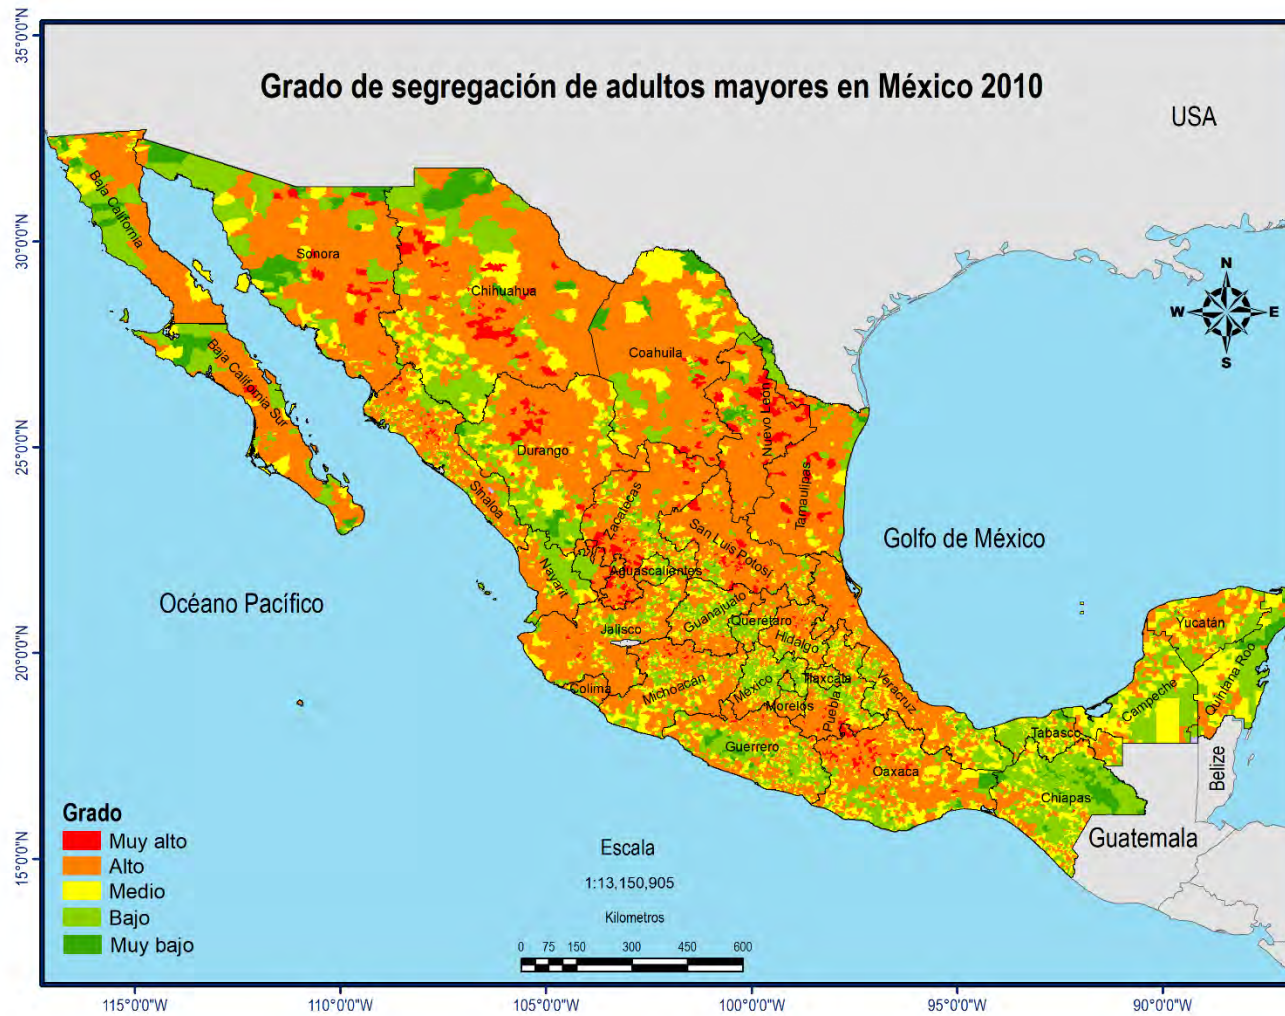 Grado de segregación de adultos mayores en México 2010
USA
35°0'0"N
30°0'0"N
25°0'0"N
20°0'0"N
15°0'0"N
Baja California
Sonora
Chihuahua
Coahuila
Baja California Sur
Nuevo Leon
Durango
Tamaulipas
Sinaloa
Zacatecas
San Luis Potosí
Nayarit
Aguascalientes
Guanajuato
Querétaro
Jalisco
Hidalgo
Colima
Michoacán
México
Tlaxcala
Morelos
Puebla
Veracruz
Guerrero
Oaxaca
Tabasco
Chiapas
Campeche
Yucatán
Quintana Roo
N
W
E
S
Golfo de México
Océano Pacífico
Belize
Guatemala
Grado
Muy alto
Alto
Medio
Bajo
Muy bajo
Escala
1:13,150,905
Kilometros
0 75 150 300 450 600
115°0'0"W 110°0'0"W 105°0'0"W 100°0'0"W 95°0'0"W 90°0'0"W